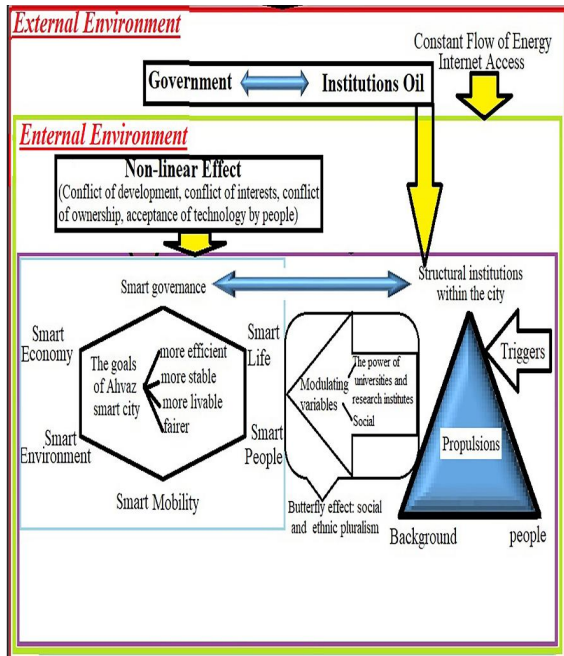 External Environment
Constant Flow of Energy
Internet Access
Government
Institutions Oil
Enternal Environment
Non-linear Effect
(Conflict of development, conflict of interests, conflict
of ownership, acceptance of technology by people)
Smart governance
Structural institutions
within the city
Smart
Economy
Smart
Life
The goals
of Ahvaz
smart city
more efficient
more stable
more livable
fairer
Smart
Environment
Smart
People
Smart Mobility
Modulating
variables
The power of
universities and
research institutes
Social
Butterfly effect: social
and ethnic pluralism
Triggers
Propulsions
Background
people